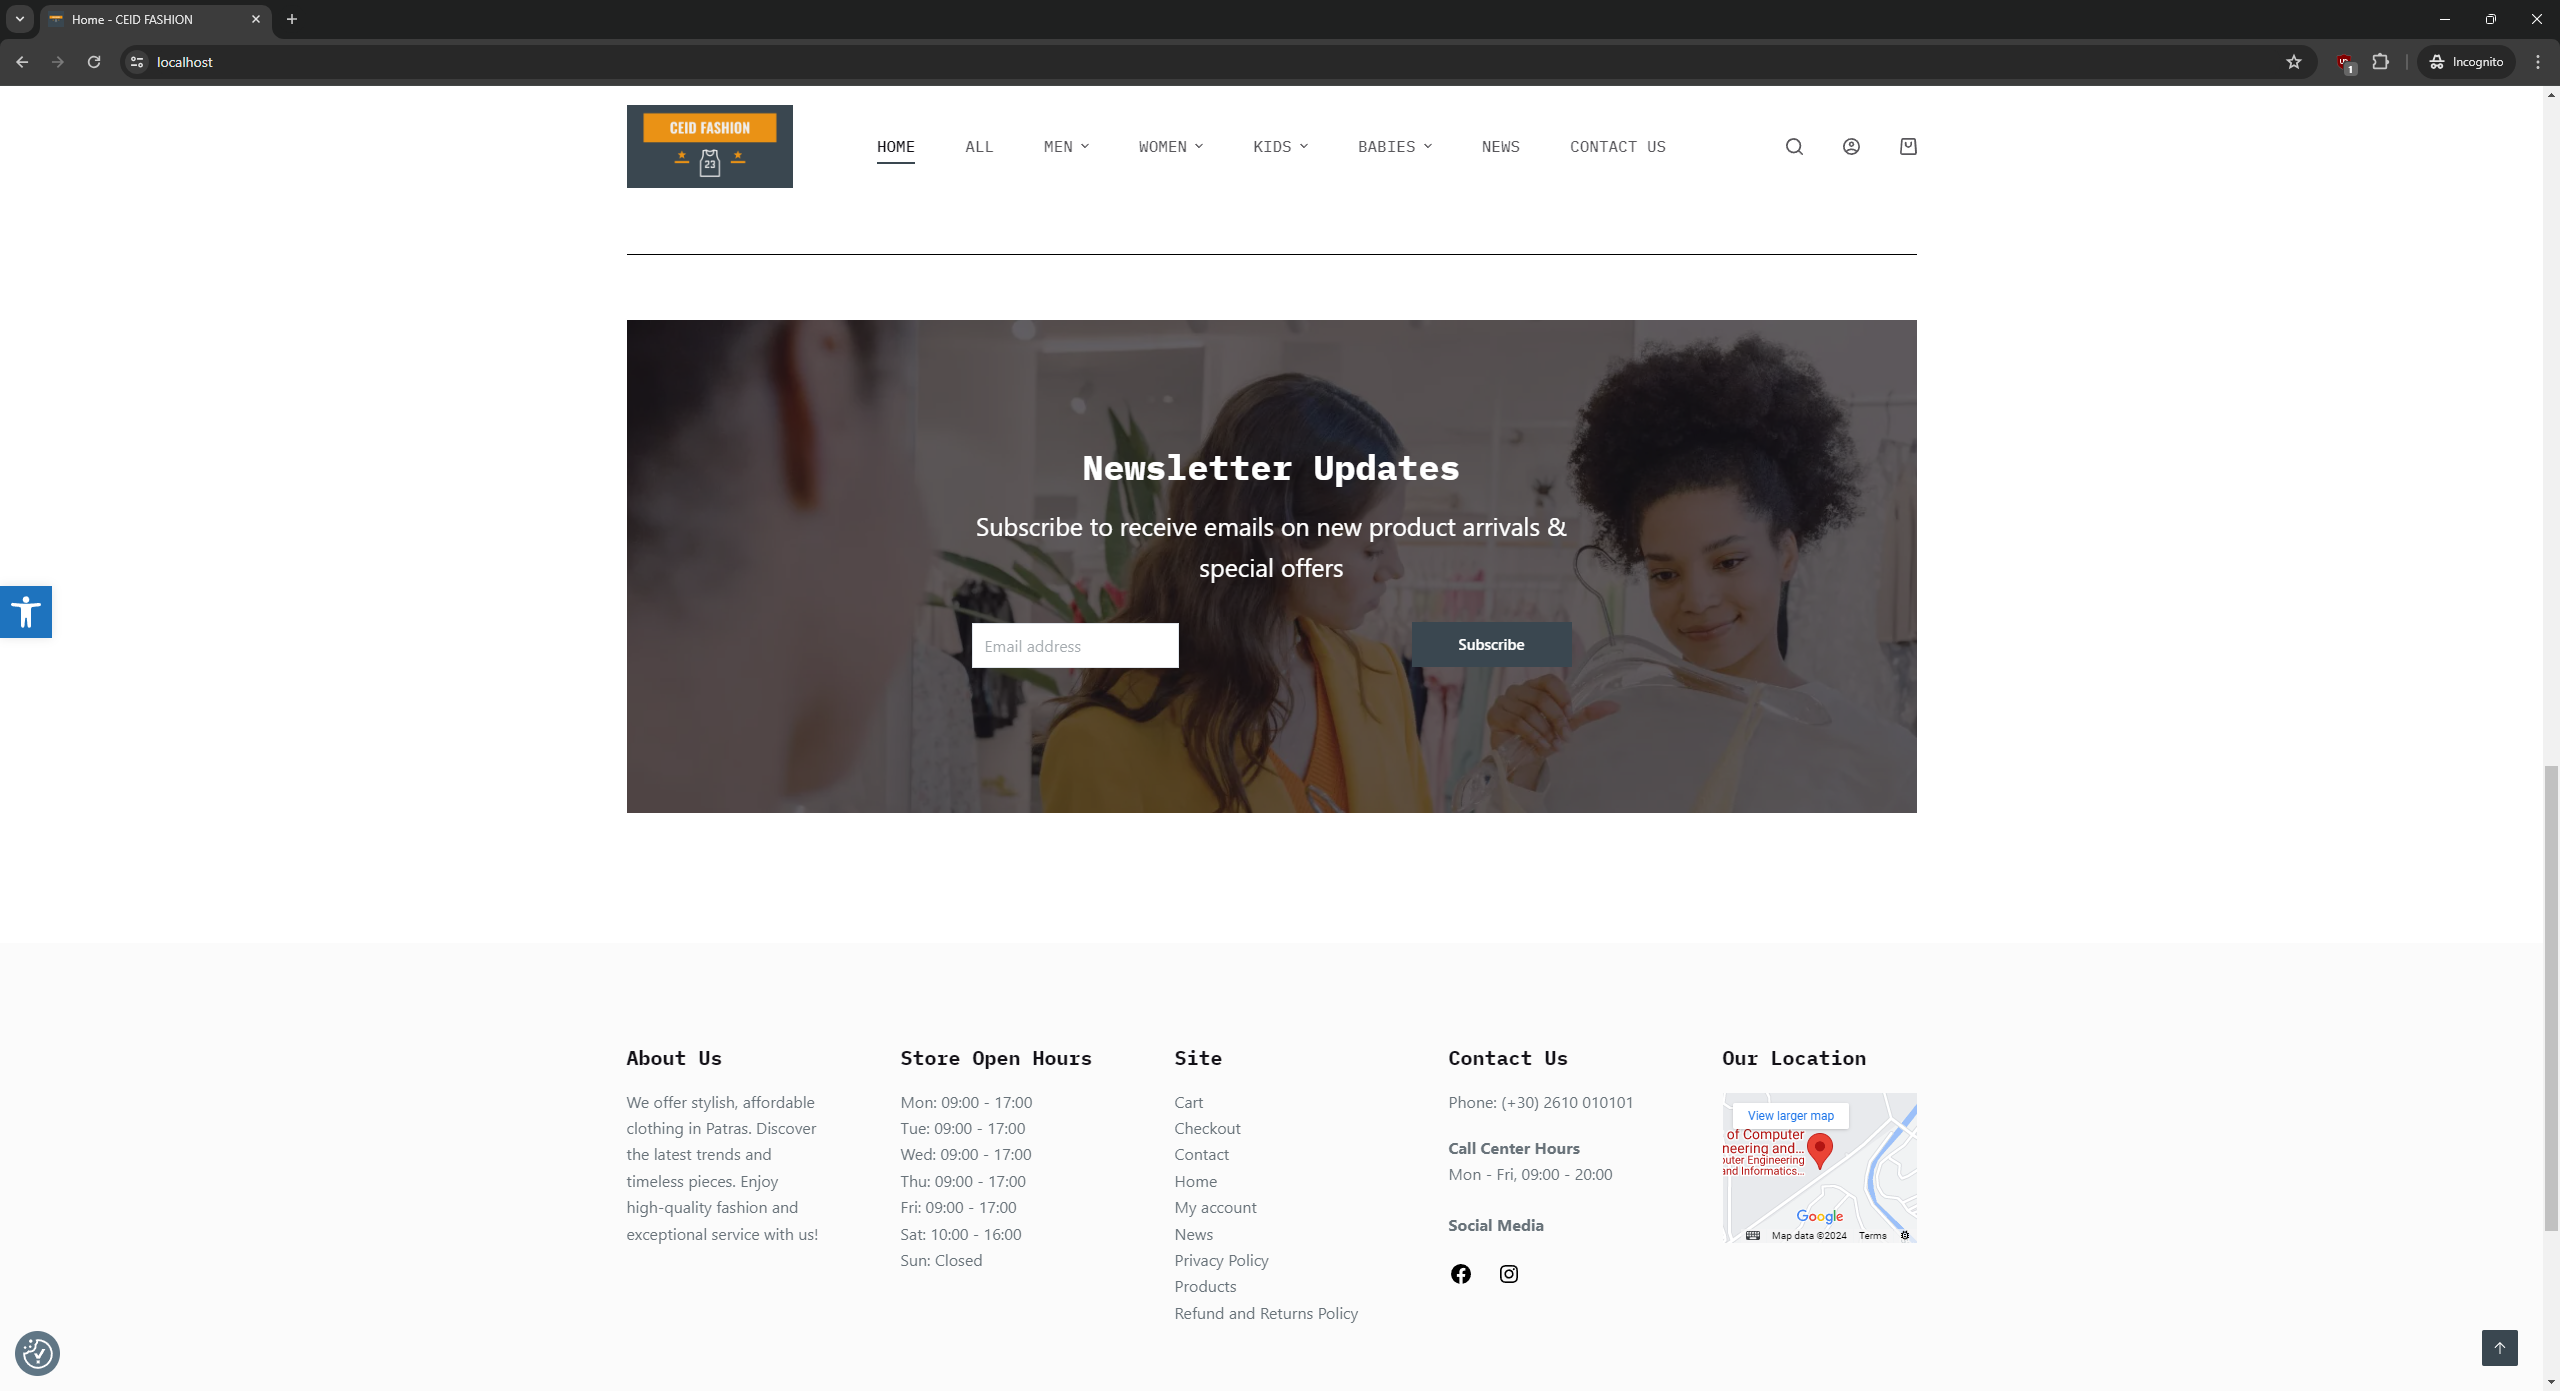 Home - CEID FASHION
localhost
1
Incognito
CEID FASHION
23
HOME
ALL
MEN
WOMEN
KIDS
BABIES
NEWS
CONTACT US
Newsletter Updates
Subscribe to receive emails on new product arrivals &
special offers
Email address
Subscribe
About Us
We offer stylish, affordable
clothing in Patras. Discover
the latest trends and
timeless pieces. Enjoy
high-quality fashion and
exceptional service with us!
Store Open Hours
Mon: 09:00 - 17:00
Tue: 09:00 - 17:00
Wed: 09:00 - 17:00
Thu: 09:00 - 17:00
Fri: 09:00 - 17:00
Sat: 10:00 - 16:00
Sun: Closed
Site
Cart
Checkout
Contact
Home
My account
News
Privacy Policy
Products
Refund and Returns Policy
Contact Us
Phone: (+30) 2610 010101
Call Center Hours
Mon - Fri, 09:00 - 20:00
Social Media
Our Location
View larger map
of Computer
neering and...
uter Engineering
and Informatics...
Google
Map data ©2024
Terms